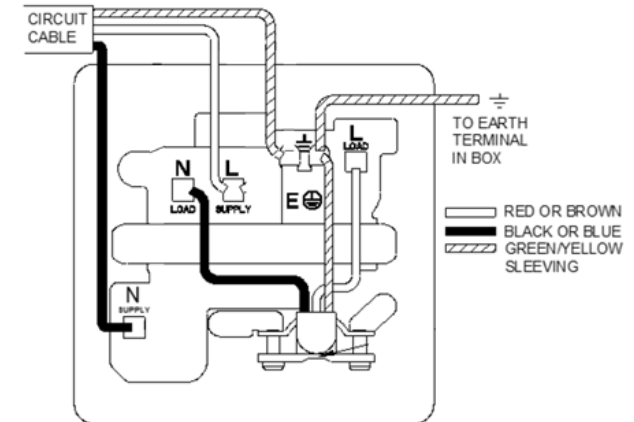 CIRCUIT
CABLE
TO EARTH
TERMINAL
IN BOX
N
LOAD
L
SUPPLY
L
LOAD
E
N
SUPPLY
RED OR BROWN
BLACK OR BLUE
GREEN/YELLOW
SLEEVING